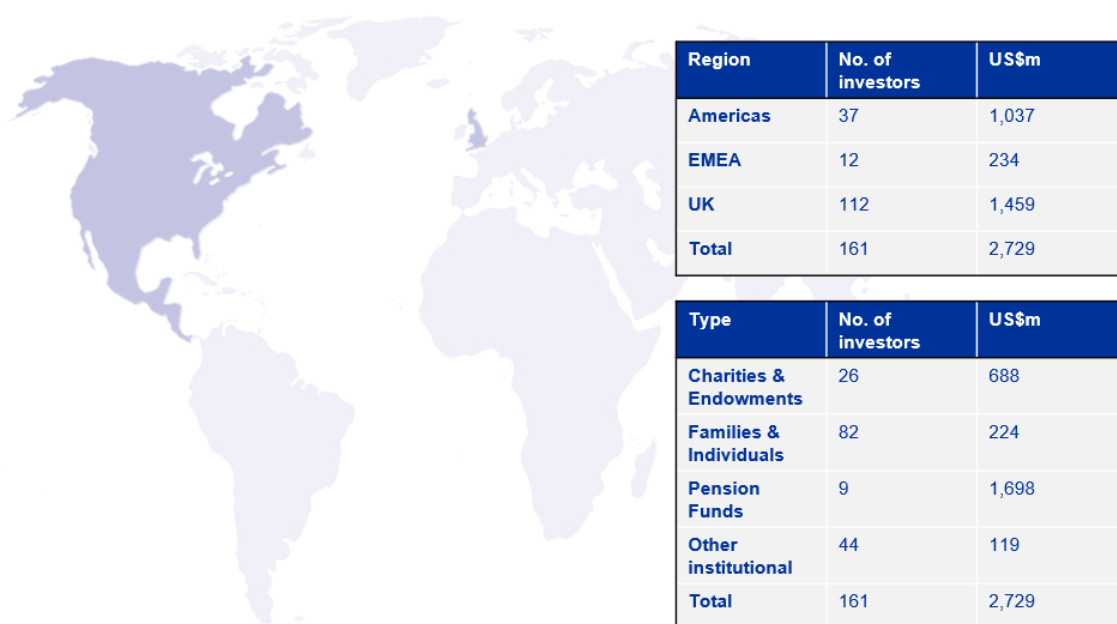 Region No. of investors US$m
Americas 37 1,037
EMEA 12 234
UK 112 1,459
Total 161 2,729
Type No. of investors US$m
Charities & Endowments 26 688
Families & Individuals 82 224
Pension Funds 9 1,698
Other institutional 44 119
Total 161 2,729